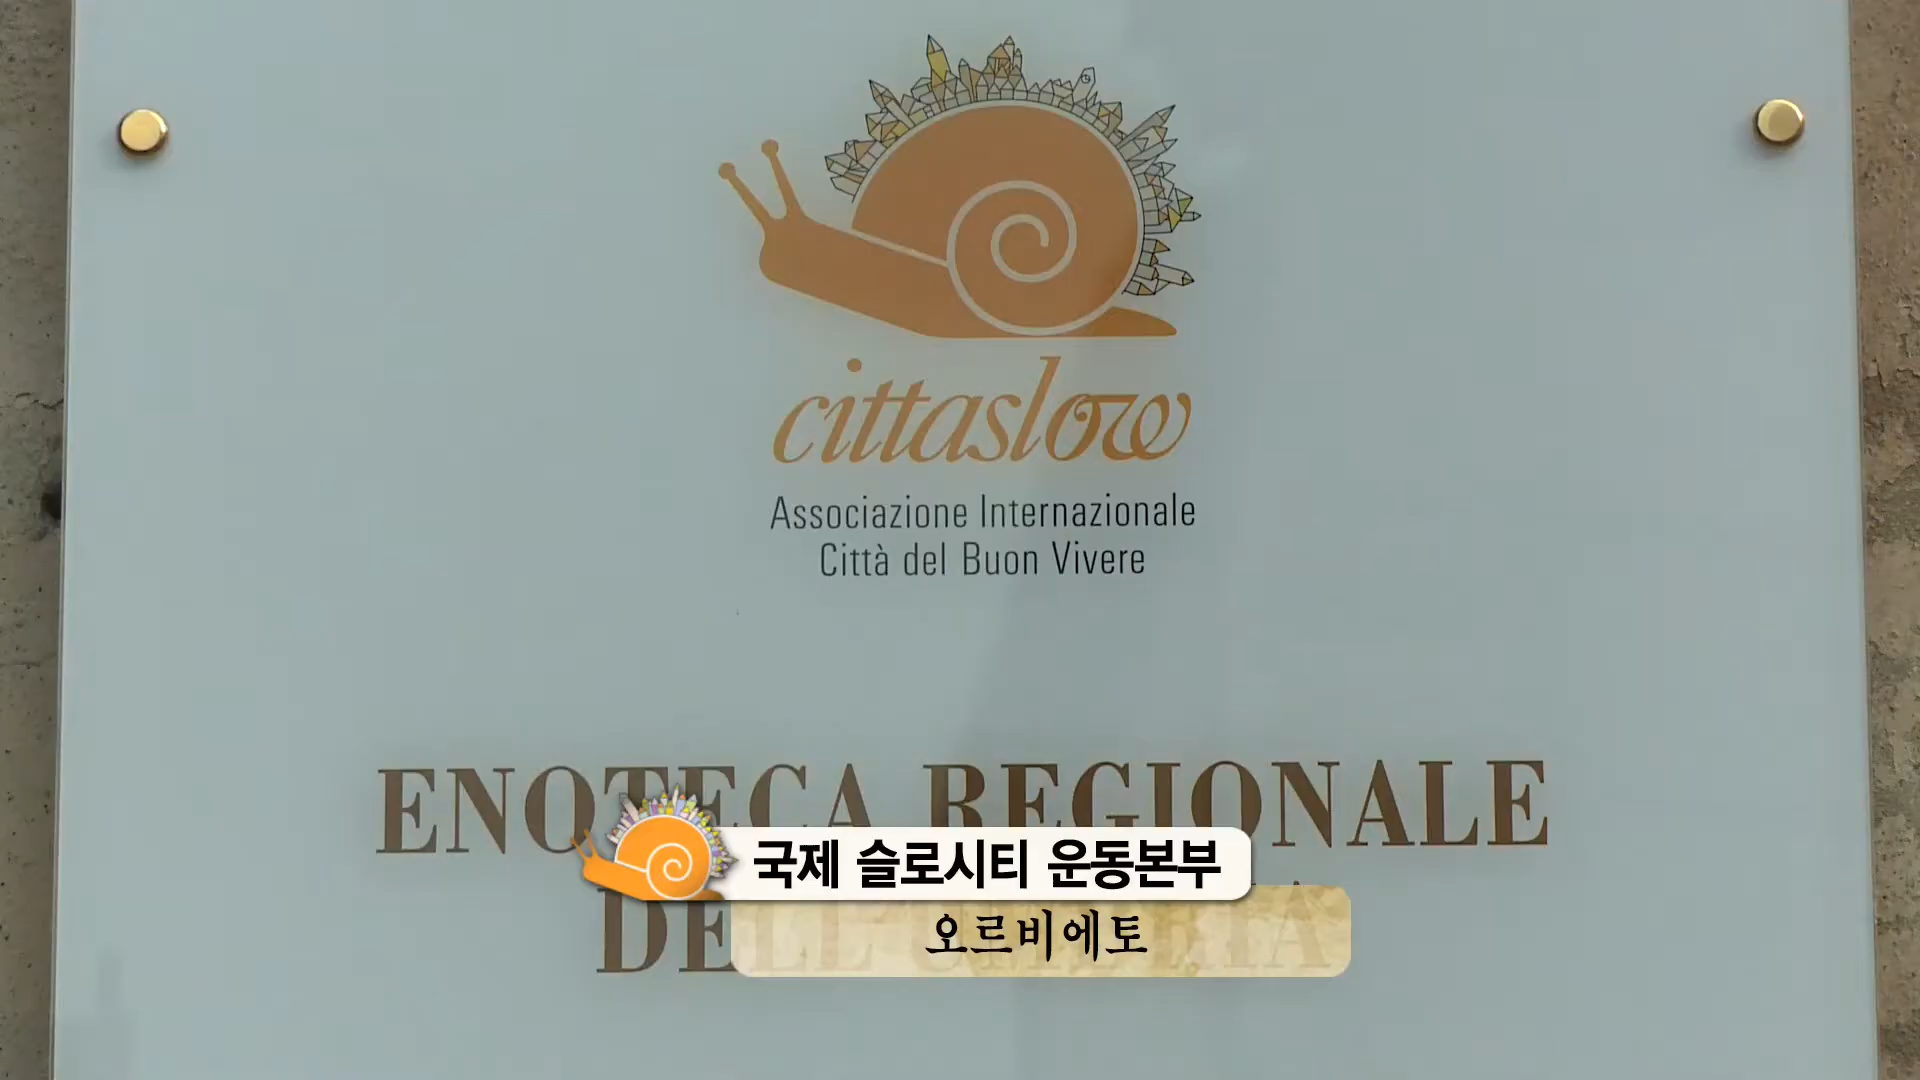 cittaslow
Associazione Internazionale
Città del Buon Vivere
ENOTECA REGIONALE
국제 슬로시티 운동본부
오르비에토